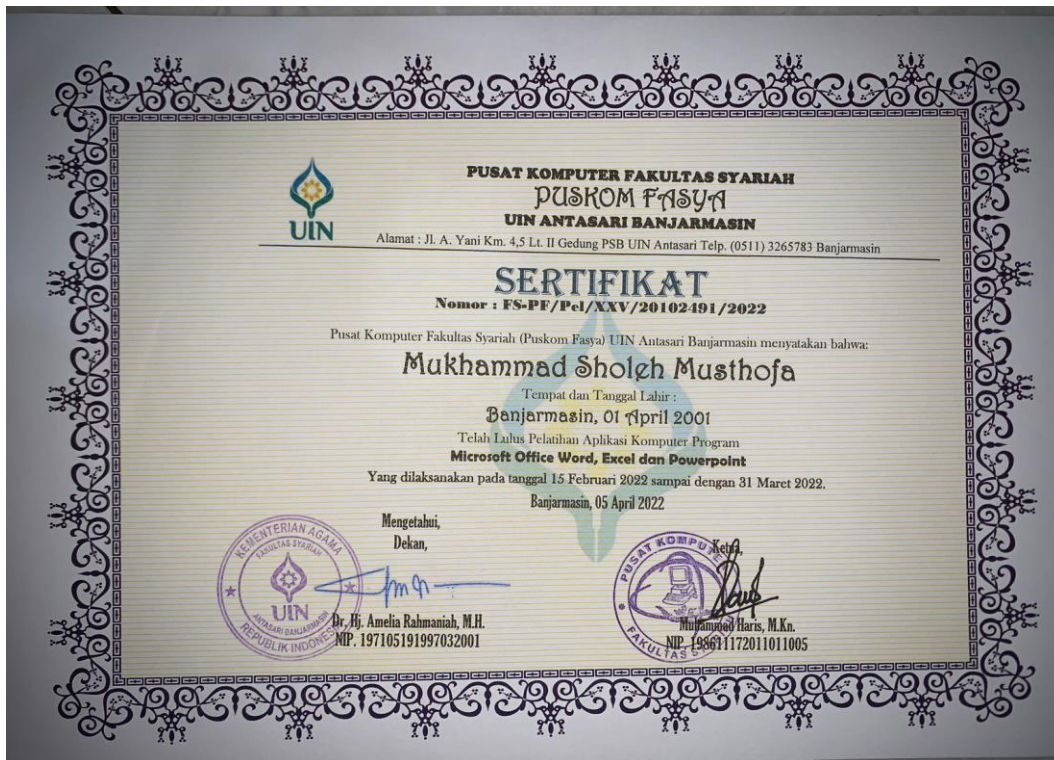 UIN
PUSAT KOMPUTER FAKULTAS SYARIAH
PUSKOM FASYA
UIN ANTASARI BANJARMASIN
Alamat : Jl. A. Yani Km. 4,5 Lt. II Gedung PSB UIN Antasari Telp. (0511) 3265783 Banjarmasin
SERTIFIKAT
Nomor : FS-PF/Pel/XXV/20102491/2022
Pusat Komputer Fakultas Syariah (Puskom Fasya) UIN Antasari Banjarmasin menyatakan bahwa:
Mukhammad Sholeh Musthofa
Tempat dan Tanggal Lahir :
Banjarmasin, 01 April 2001
Telah Lulus Pelatihan Aplikasi Komputer Program
Microsoft Office Word, Excel dan Powerpoint
Yang dilaksanakan pada tanggal 15 Februari 2022 sampai dengan 31 Maret 2022.
Banjarmasin, 05 April 2022
Mengetahui,
Dekan,
KEMENTERIAN AGAMA
FAKULTAS SYARIAH
UIN
ANTASARI BANJARMASIN
REPUBLIK INDONESIA
Dr. Hj. Amelia Rahmaniah, M.H.
NIP. 197105191997032001
Ketua,
PUSAT KOMPUTER
FAKULTAS
Muhammad Haris, M.Kn.
NIP. 198611172011011005